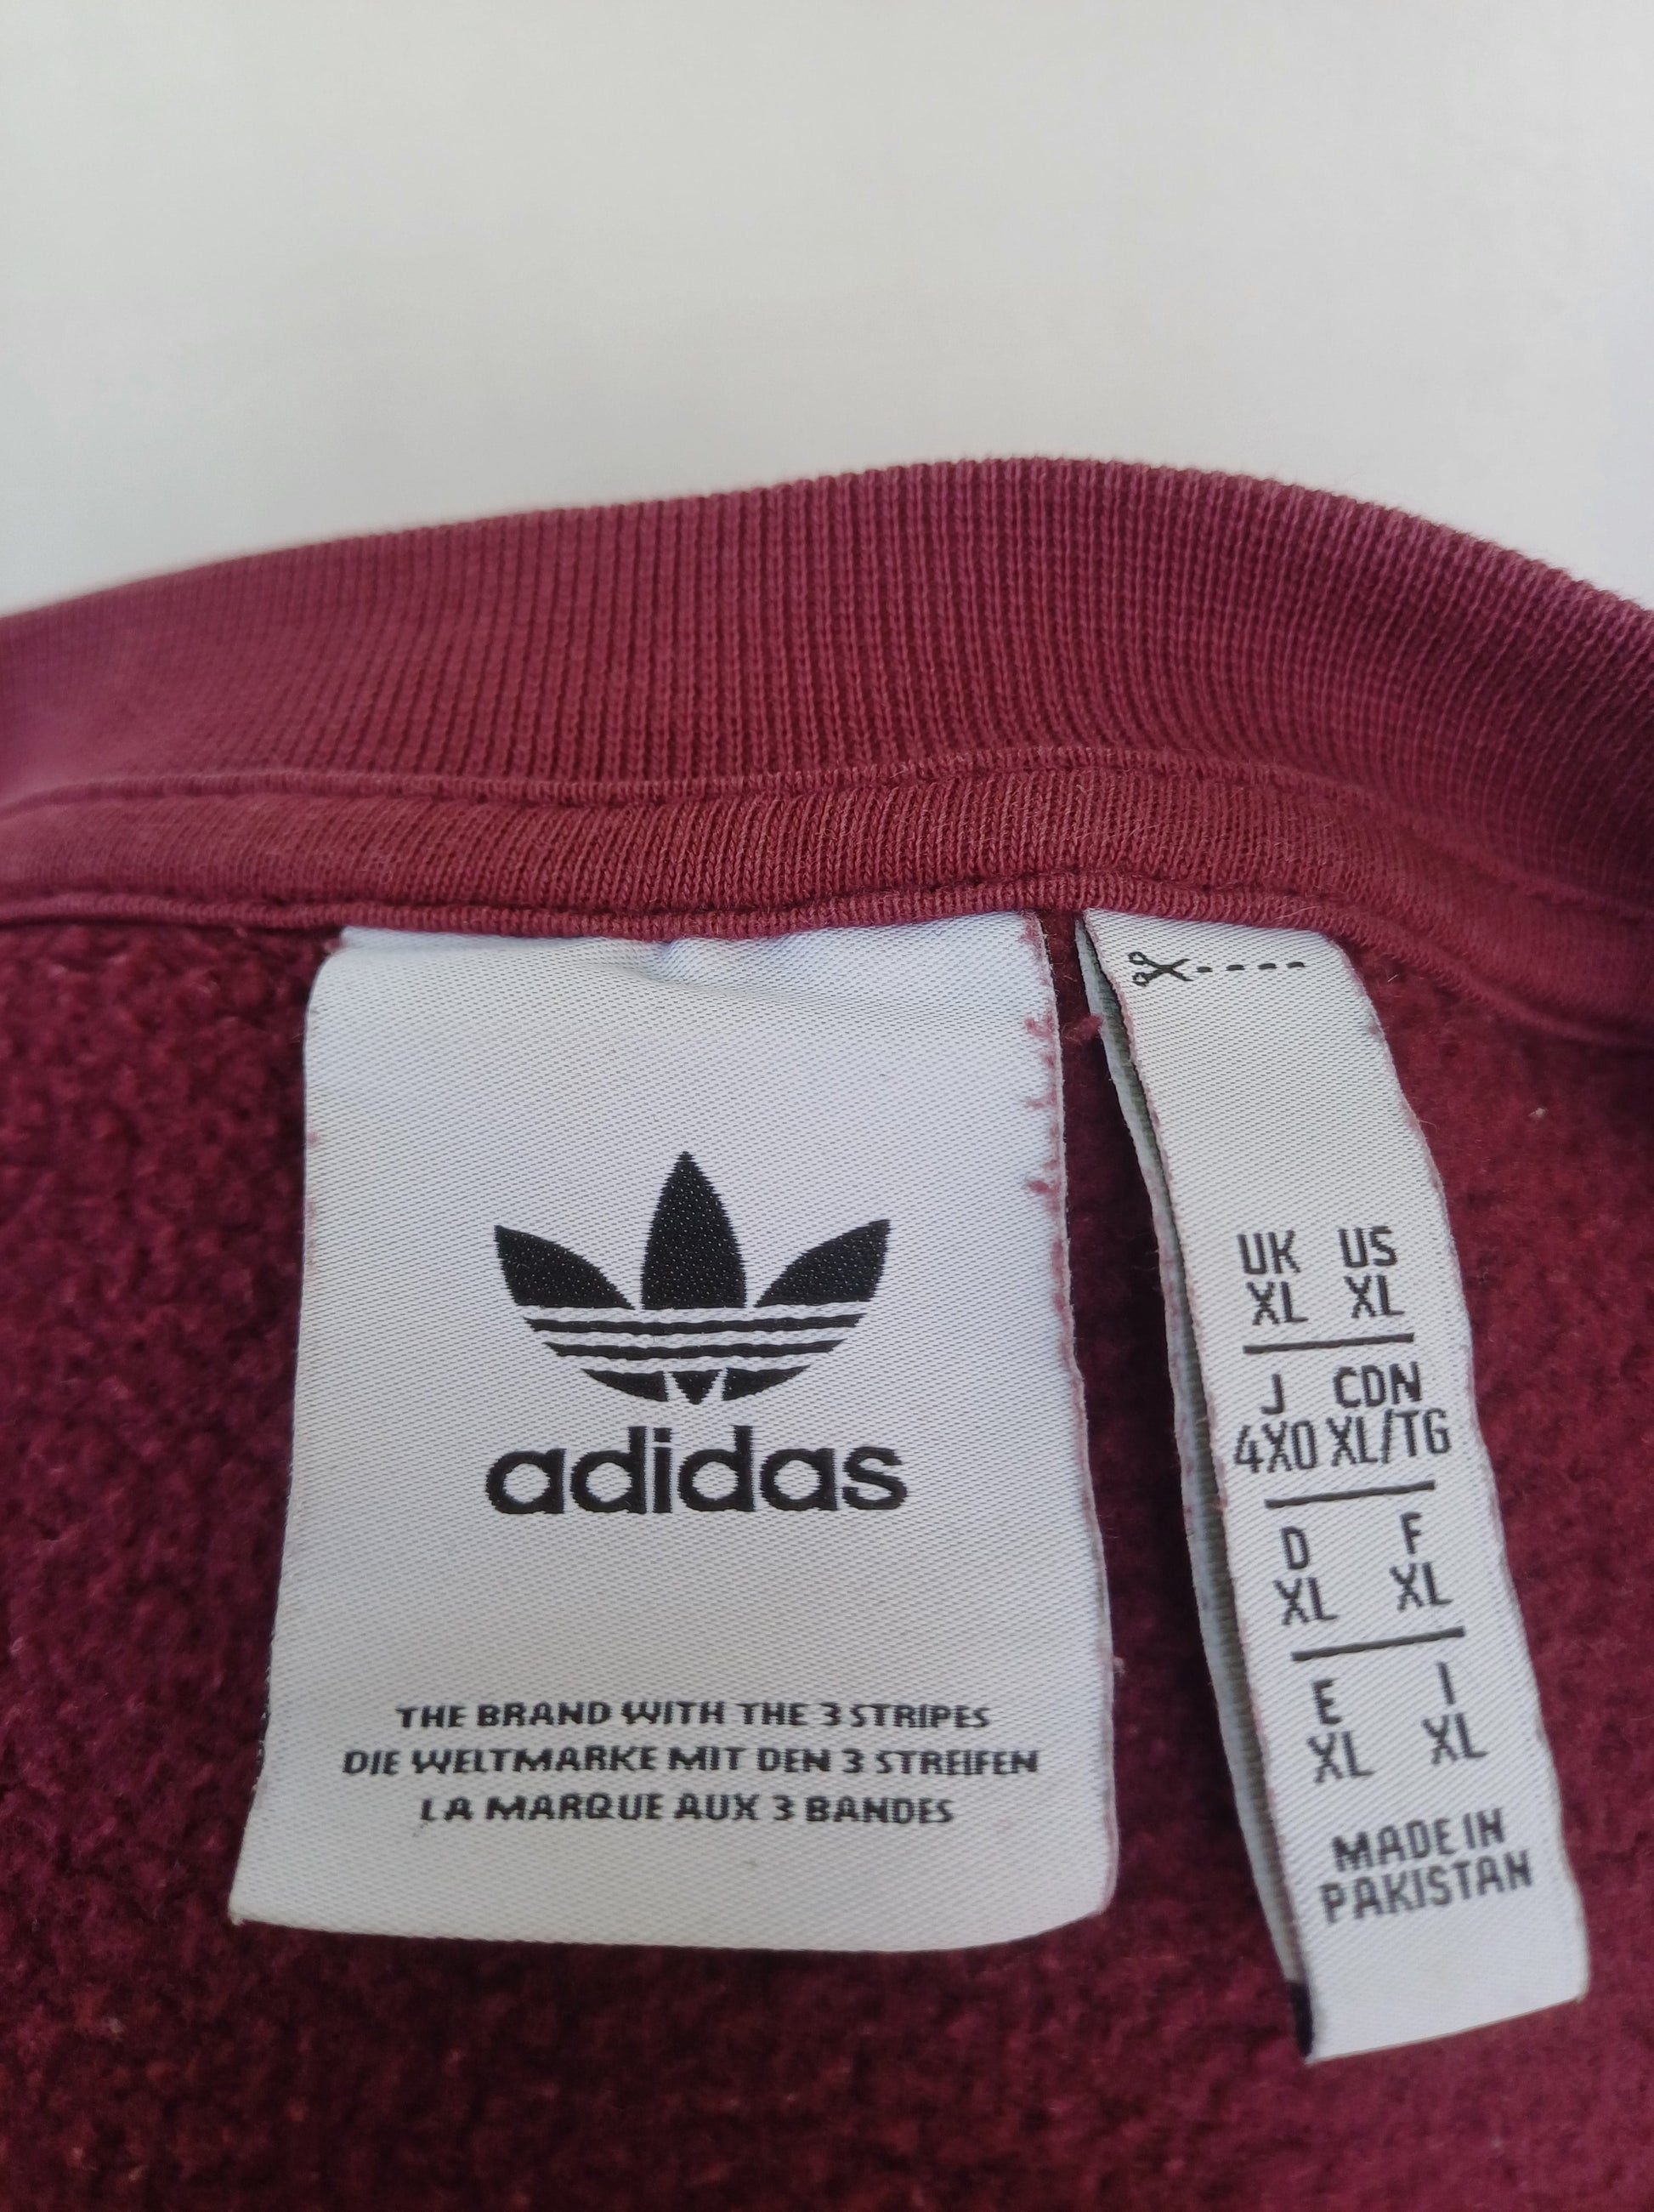 adidas
THE BRAND WITH THE 3 STRIPES
DIE WELTMARKE MIT DEN 3 STREIFEN
LA MARQUE AUX 3 BANDES
UK US
XL XL
J CDN
4XO XL/TG
D F
XL XL
E I
XL XL
MADE IN
PAKISTAN